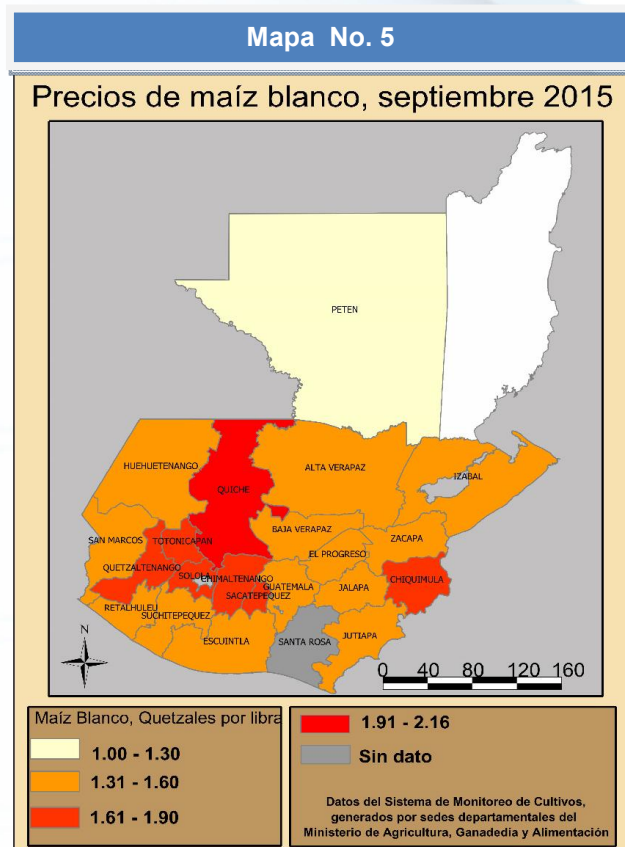 Mapa No. 5
Precios de maíz blanco, septiembre 2015
PETEN
HUEHUETENANGO
ALTA VERAPAZ
IZABAL
QUICHE
BAJA VERAPAZ
ZACAPA
SAN MARCOS
TOTONICAPAN
EL PROGRESO
QUETZALTENANGO
SOLOLA
CHIMALTENANGO
GUATEMALA
JALAPA
CHIQUIMULA
SACATEPEQUEZ
RETALHULEU
SUCHITEPEQUEZ
ESCUINTLA
SANTA ROSA
JUTIAPA
N
0 40 80 120 160
Maíz Blanco, Quetzales por libra
1.00 - 1.30
1.31 - 1.60
1.61 - 1.90
1.91 - 2.16
Sin dato
Datos del Sistema de Monitoreo de Cultivos,
generados por sedes departamentales del
Ministerio de Agricultura, Ganadedia y Alimentación